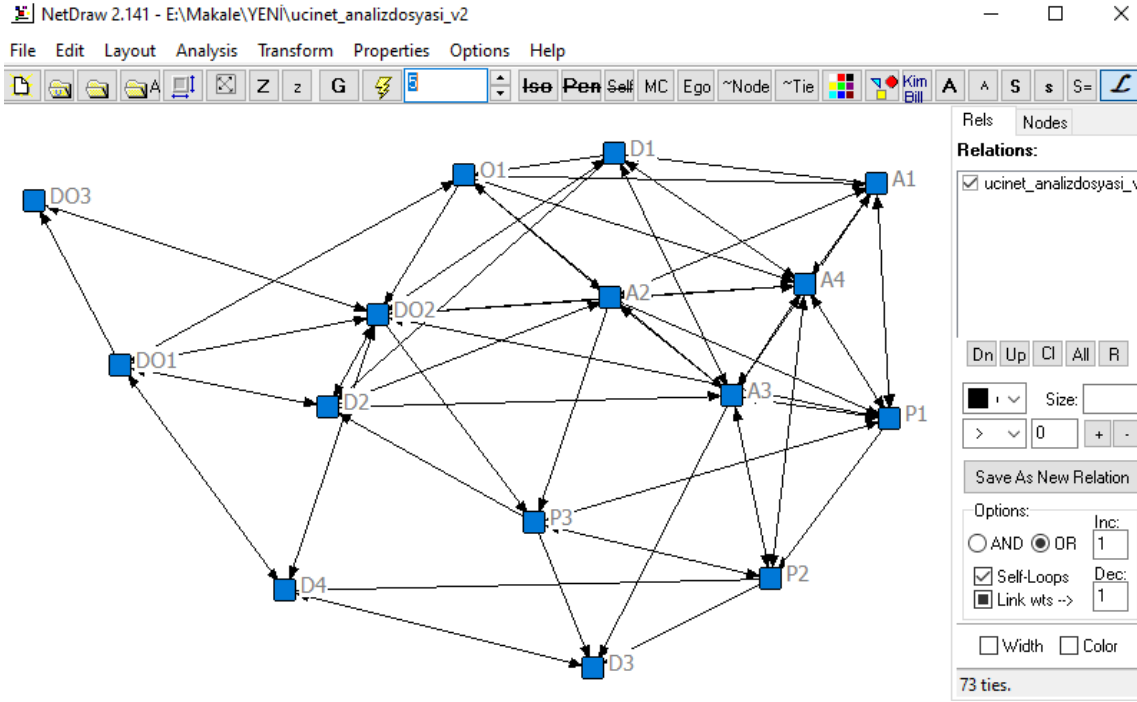 NetDraw 2.141 - E:\Makale\YENİ\ucinet_analizdosyasi_v2
File Edit Layout Analysis Transform Properties Options Help
A Z z G 5 Iso Pen Self MC Ego ~Node ~Tie Kim Bill A A S s S= L
Rels Nodes
Relations:
ucinet_analizdosyasi_v
D1
O1
A1
DO3
A4
A2
DO2
DO1
A3
D2
P1
P3
P2
D4
D3
Dn Up Cl All R
Size:
> 0 + -
Save As New Relation
Options:
Inc:
AND OR 1
Self-Loops Dec:
Link wts --> 1
Width Color
73 ties.